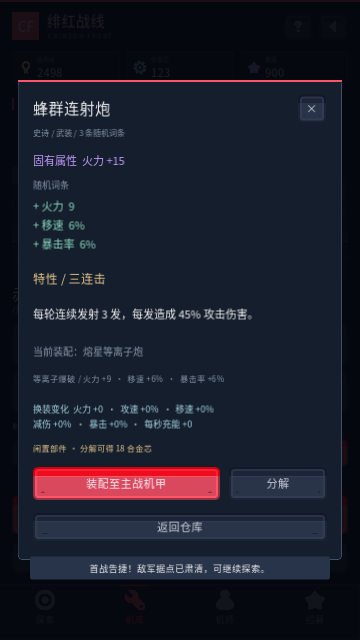 CF
绯红战线
2498
123
900
蜂群连射炮
×
史诗 / 武装 / 3 条随机词条
固有属性 火力 +15
随机词条
+ 火力 9
+ 移速 6%
+ 暴击率 6%
特性 / 三连击
每轮连续发射 3 发，每发造成 45% 攻击伤害。
当前装配：熔星等离子炮
等离子爆破 / 火力 +9 · 移速 +6% · 暴击率 +6%
换装变化 火力 +0 · 攻速 +0% · 移速 +0%
减伤 +0% · 暴击 +0% · 每秒充能 +0
闲置部件 · 分解可得 18 合金芯
装配至主战机甲
分解
返回仓库
首战告捷！敌军据点已肃清，可继续探索。